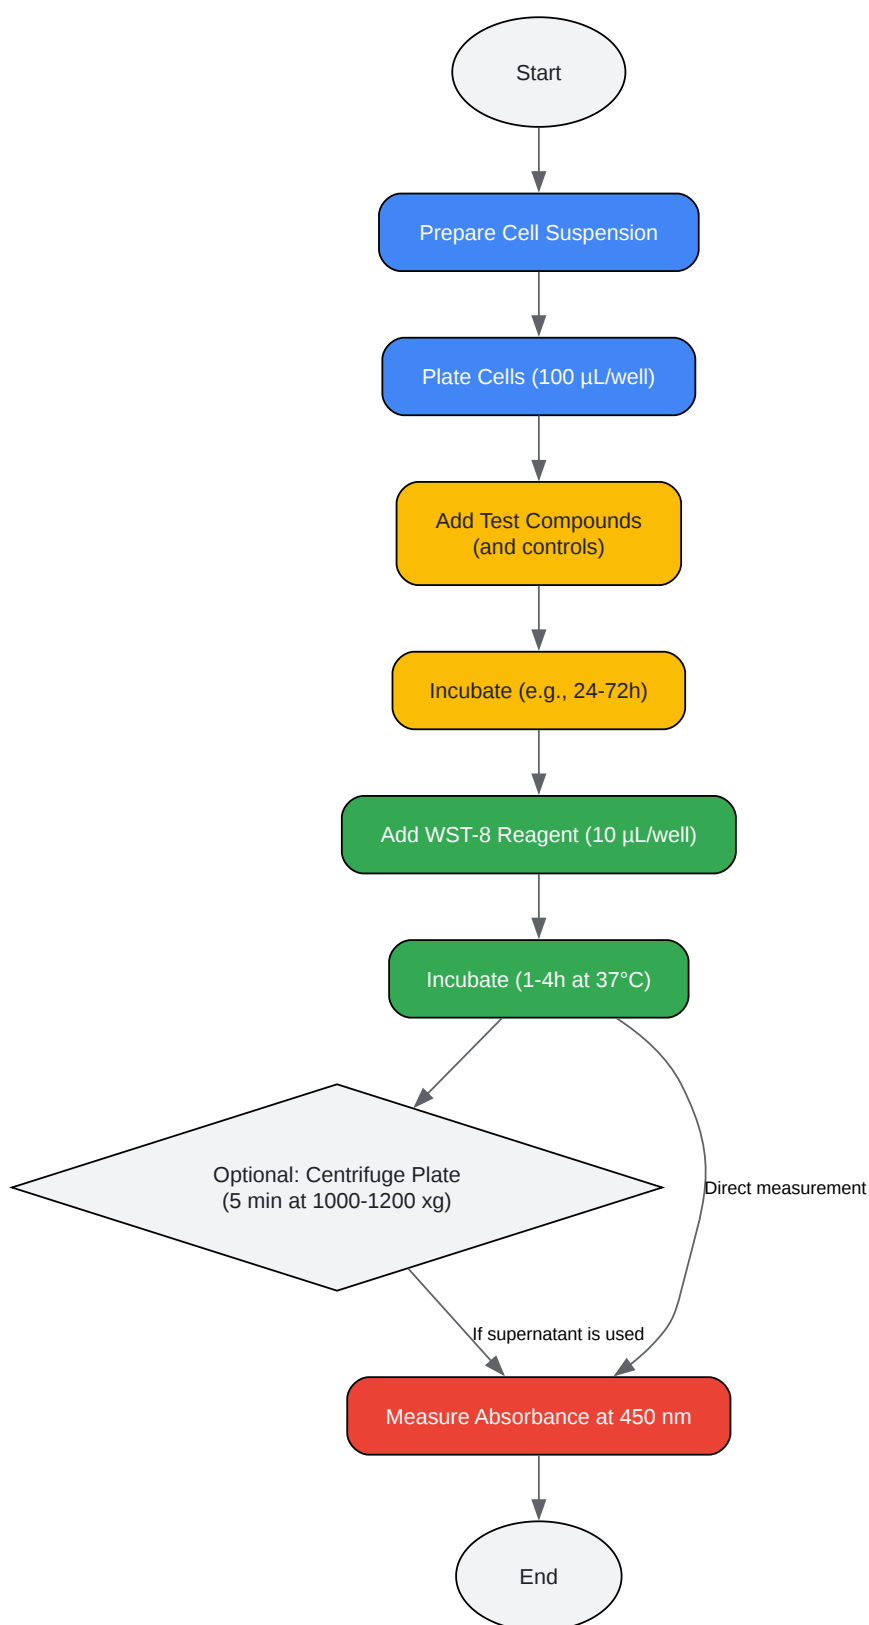 Start
Prepare Cell Suspension
Plate Cells (100 µL/well)
Add Test Compounds
(and controls)
Incubate (e.g., 24-72h)
Add WST-8 Reagent (10 µL/well)
Incubate (1-4h at 37°C)
Optional: Centrifuge Plate
(5 min at 1000-1200 xg)
Direct measurement
If supernatant is used
Measure Absorbance at 450 nm
End